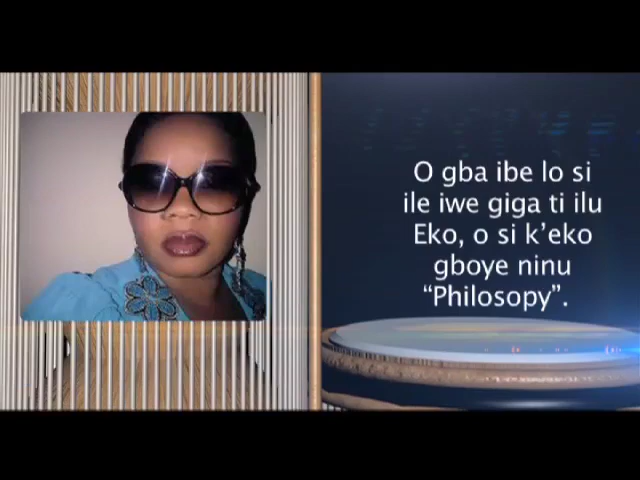 O gba ibe lo si
ile iwe giga ti ilu
Eko, o si k’eko
gboye ninu
“Philosopy”.